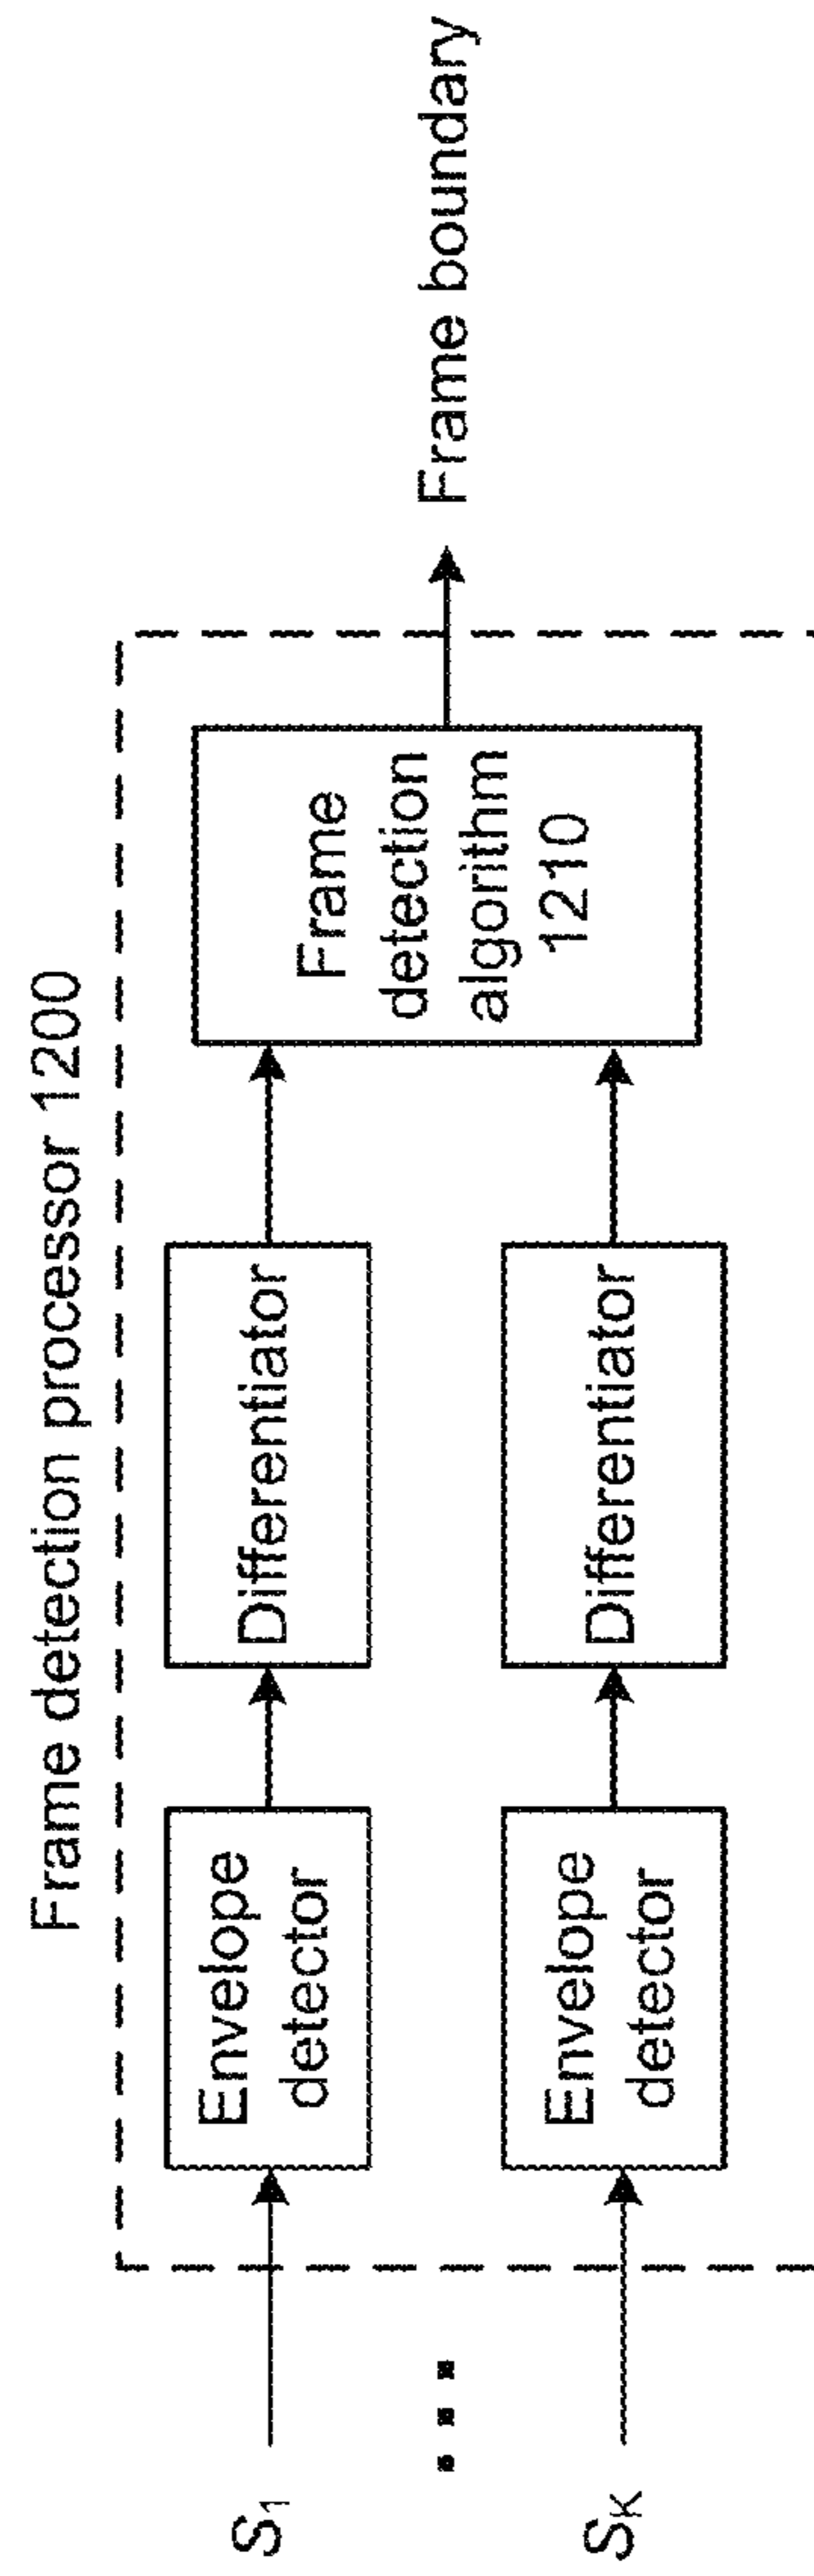 Frame detection processor 1200
S1
Envelope
detector
Differentiator
Frame
detection
algorithm
1210
Frame boundary
SK
Envelope
detector
Differentiator